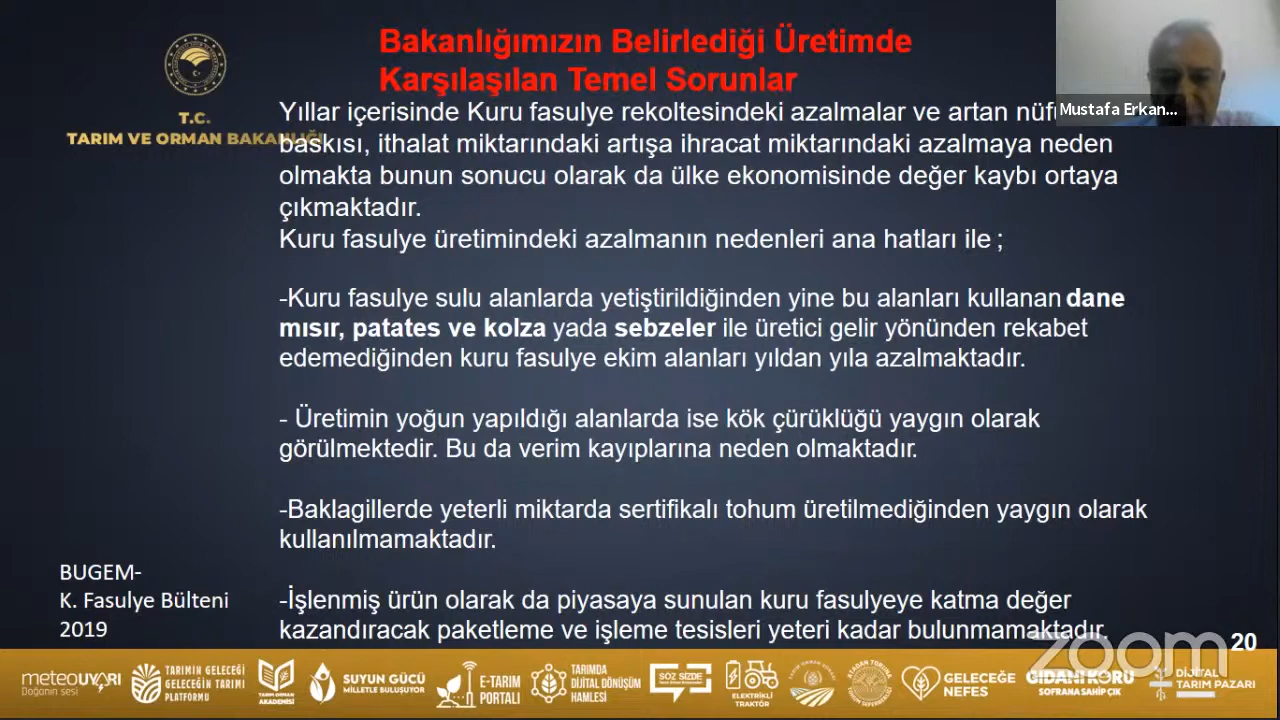 Bakanlığımızın Belirlediği Üretimde
Karşılaşılan Temel Sorunlar
T.C.
TARIM VE ORMAN BAKANLIĞI
Mustafa Erkan...
Yıllar içerisinde Kuru fasulye rekoltesindeki azalmalar ve artan
baskısı, ithalat miktarındaki artışa ihracat miktarındaki azalmaya neden
olmakta bunun sonucu olarak da ülke ekonomisinde değer kaybı ortaya
çıkmaktadır.
Kuru fasulye üretimindeki azalmanın nedenleri ana hatları ile ;
-Kuru fasulye sulu alanlarda yetiştirildiğinden yine bu alanları kullanan dane
mısır, patates ve kolza yada sebzeler ile üretici gelir yönünden rekabet
edemediğinden kuru fasulye ekim alanları yıldan yıla azalmaktadır.
- Üretimin yoğun yapıldığı alanlarda ise kök çürüklüğü yaygın olarak
görülmektedir. Bu da verim kayıplarına neden olmaktadır.
-Baklagillerde yeterli miktarda sertifikalı tohum üretilmediğinden yaygın olarak
kullanılmamaktadır.
-İşlenmiş ürün olarak da piyasaya sunulan kuru fasulyeye katma değer
kazandıracak paketleme ve işleme tesisleri yeteri kadar bulunmamaktadır.
BUGEM-
K. Fasulye Bülteni
2019
20
zoom
meteoUYARI
Doğanın sesi
TARIMIN GELECEĞİ
GELECEĞİN TARIMI
PLATFORMU
TARIM ORMAN
AKADEMİSİ
SUYUN GÜCÜ
MİLLETLE BULUŞUYOR
E-TARIM
PORTALI
TARIMDA
DİJİTAL DÖNÜŞÜM
HAMLESİ
SÖZ SİZDE
ELEKTRİKLİ
TRAKTÖR
GELECEĞE
NEFES
GIDANI KORU
SOFRANA SAHİP ÇIK
DİJİTAL
TARIM PAZARI